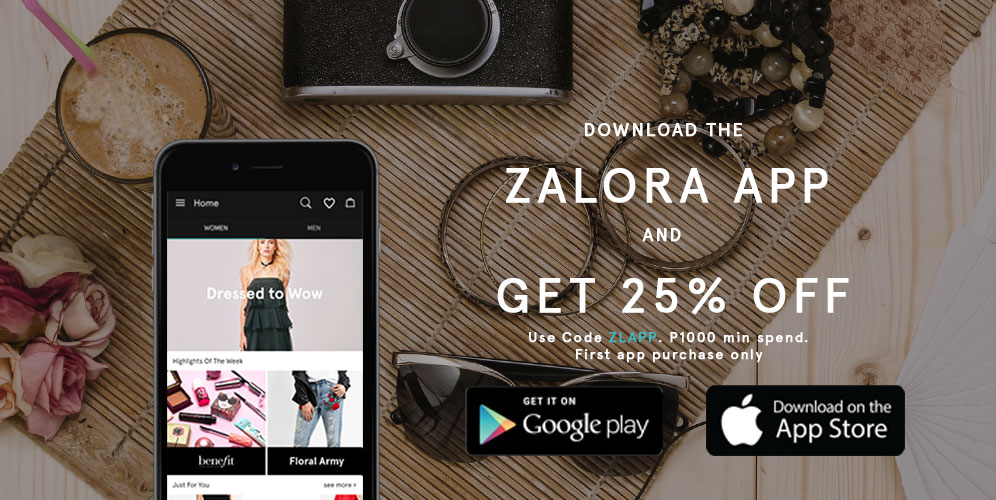 DOWNLOAD THE
ZALORA APP
AND
GET 25% OFF
Use Code ZLAPP. P1000 min spend.
First app purchase only
GET IT ON
Google play
Download on the
App Store
Home
WOMEN MEN
Dressed to Wow
Highlights Of The Week
benefit Floral Army
Just For You see more >